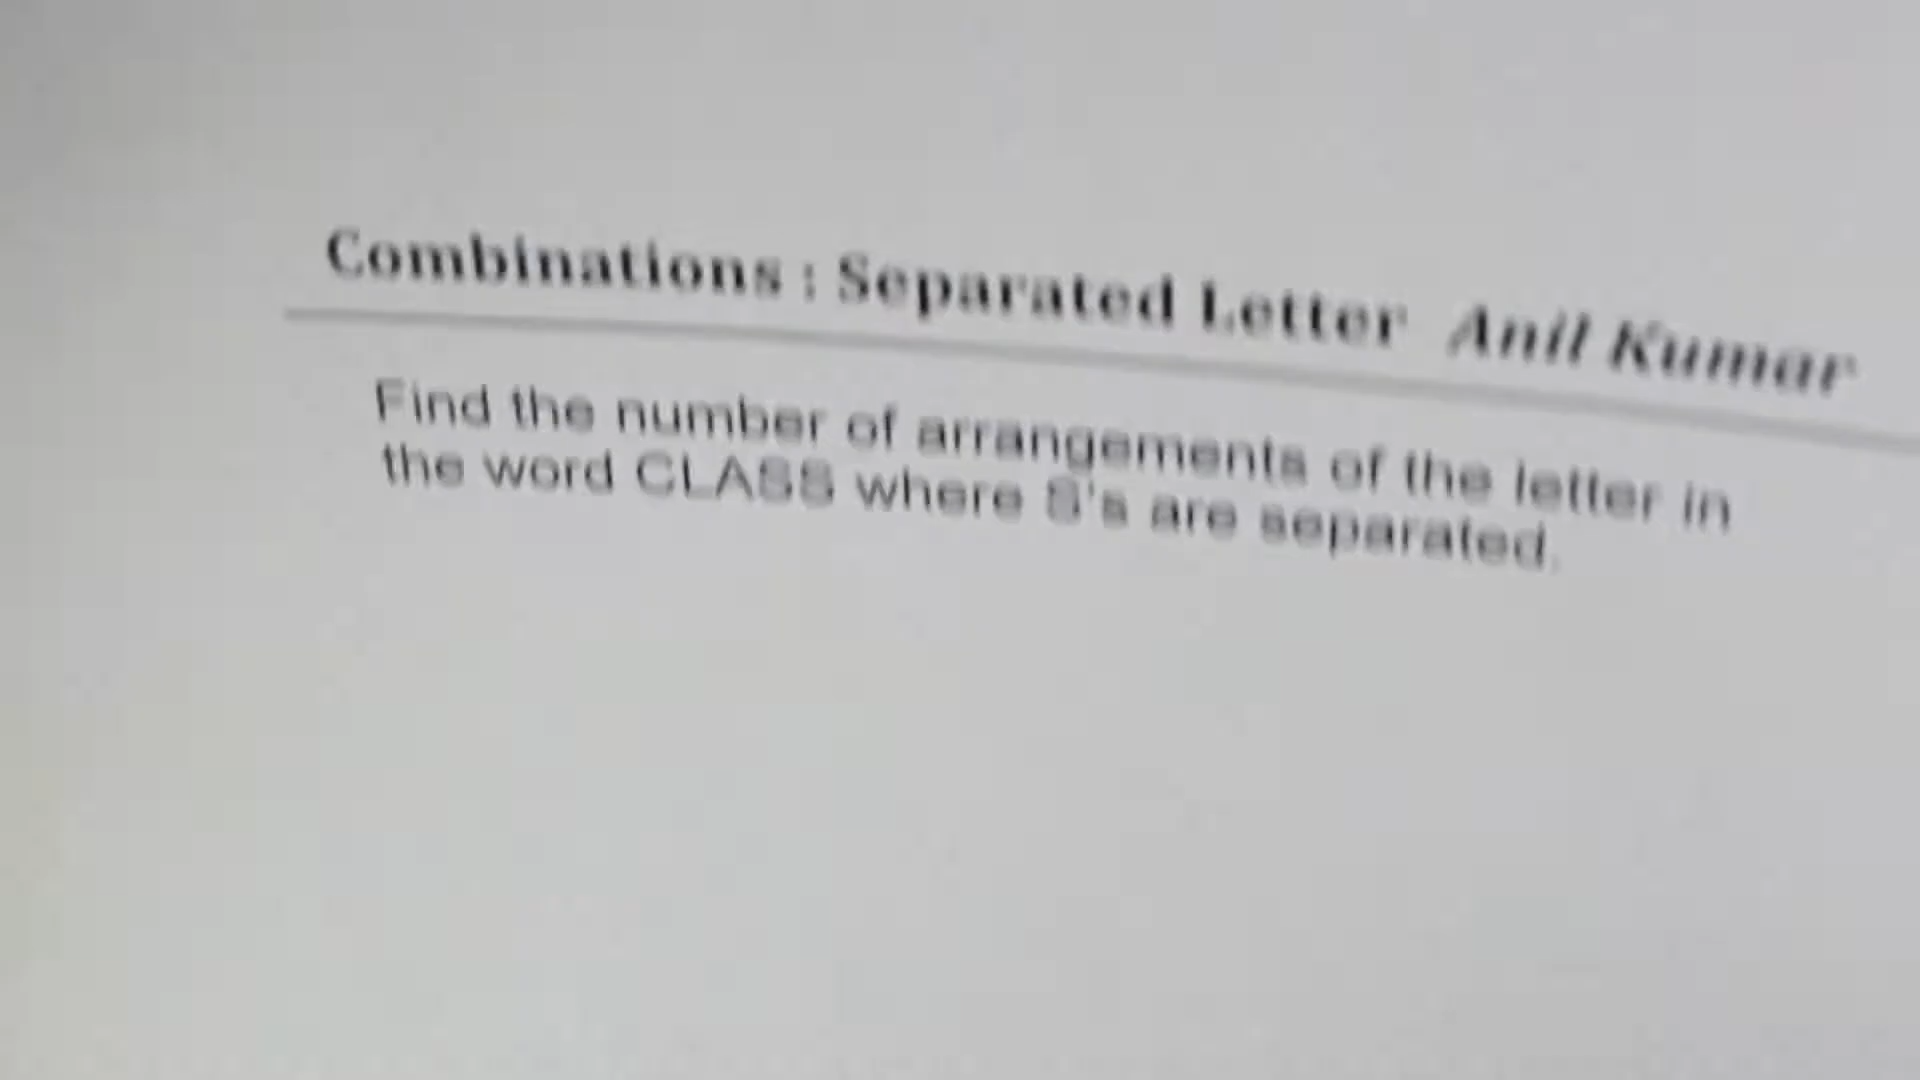 Combinations : Separated Letter Anil Kumar
Find the number of arrangements of the letter in
the word CLASS where S's are separated.